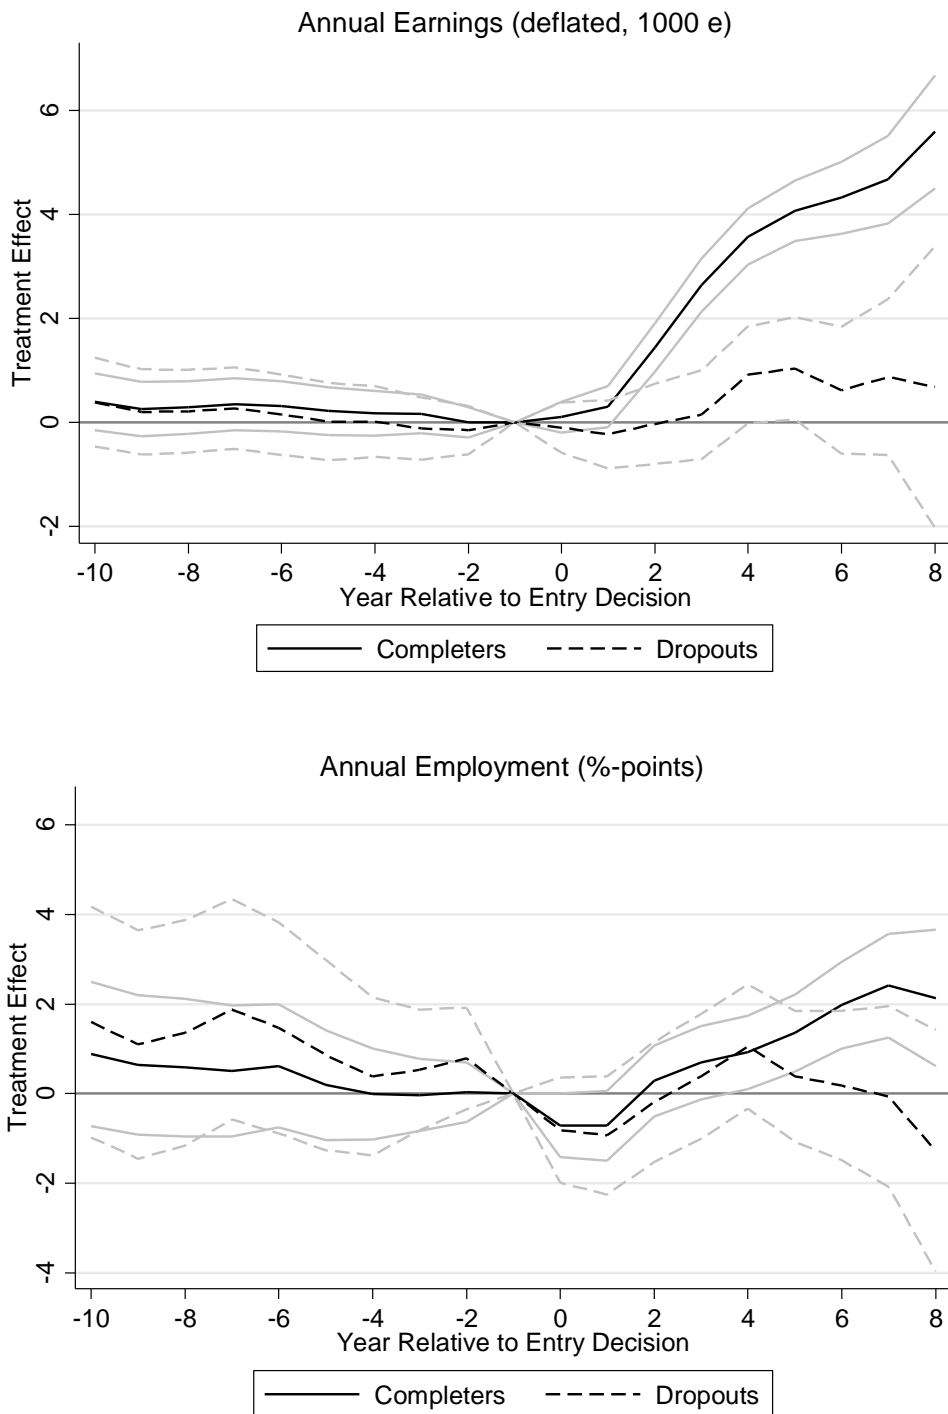 Annual Earnings (deflated, 1000 e)
Treatment Effect
6
4
2
0
-2
-10 -8 -6 -4 -2 0 2 4 6 8
Year Relative to Entry Decision
Completers Dropouts
Annual Employment (%-points)
Treatment Effect
6
4
2
0
-2
-4
-10 -8 -6 -4 -2 0 2 4 6 8
Year Relative to Entry Decision
Completers Dropouts